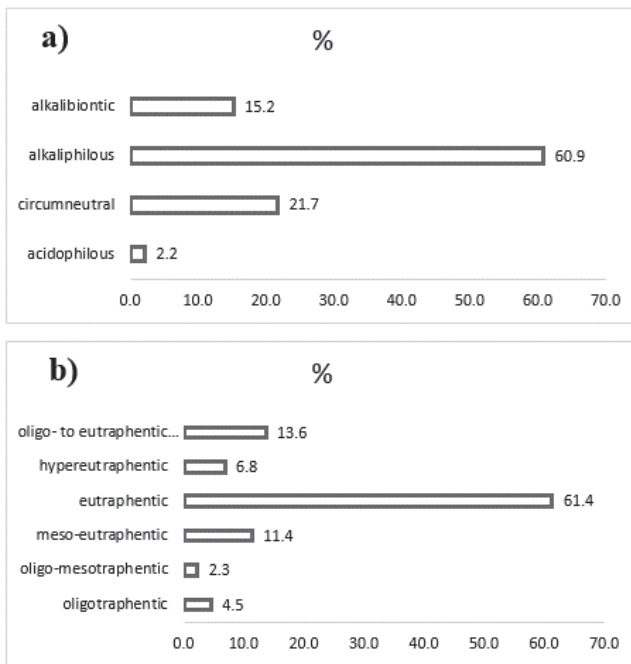 a)
%
alkalibiontic 15.2
alkaliphilous 60.9
circumneutral 21.7
acidophilous 2.2
0.0 10.0 20.0 30.0 40.0 50.0 60.0 70.0
b)
%
oligo- to eutraphentic... 13.6
hypereutraphentic 6.8
eutraphentic 61.4
meso-eutraphentic 11.4
oligo-mesotraphentic 2.3
oligotraphentic 4.5
0.0 10.0 20.0 30.0 40.0 50.0 60.0 70.0